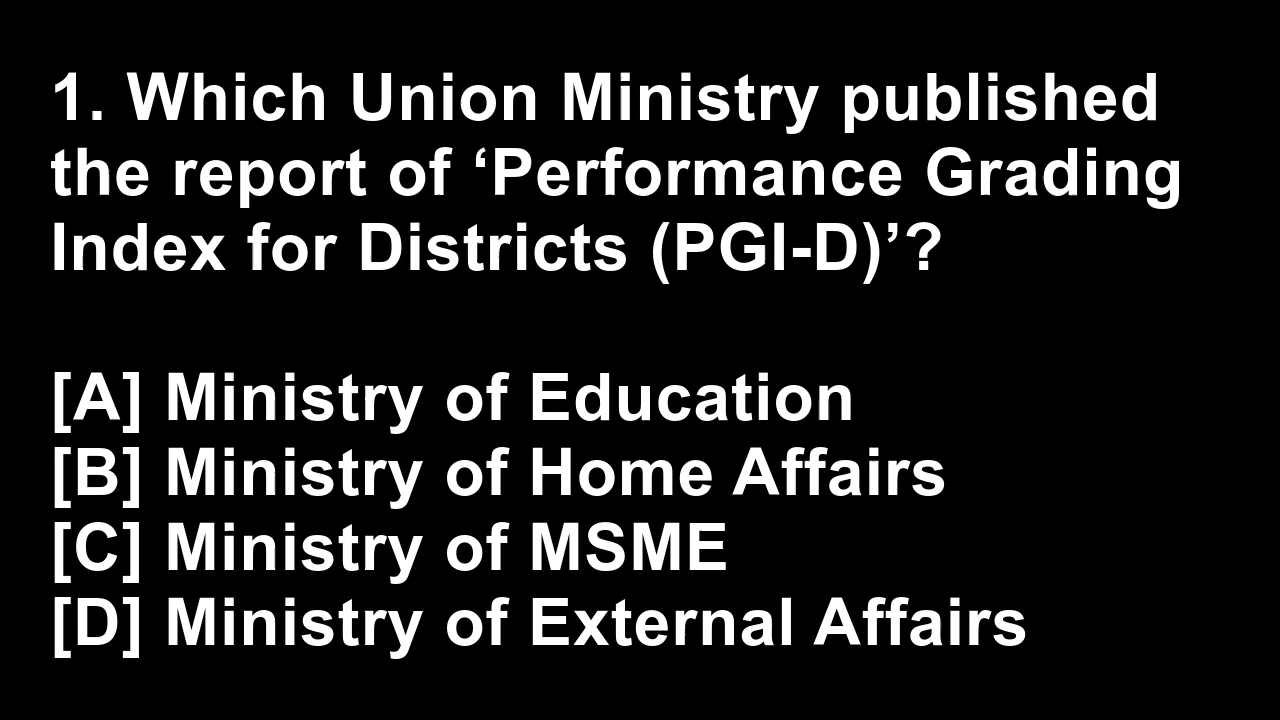 1. Which Union Ministry published
the report of ‘Performance Grading
Index for Districts (PGI-D)’?
[A] Ministry of Education
[B] Ministry of Home Affairs
[C] Ministry of MSME
[D] Ministry of External Affairs